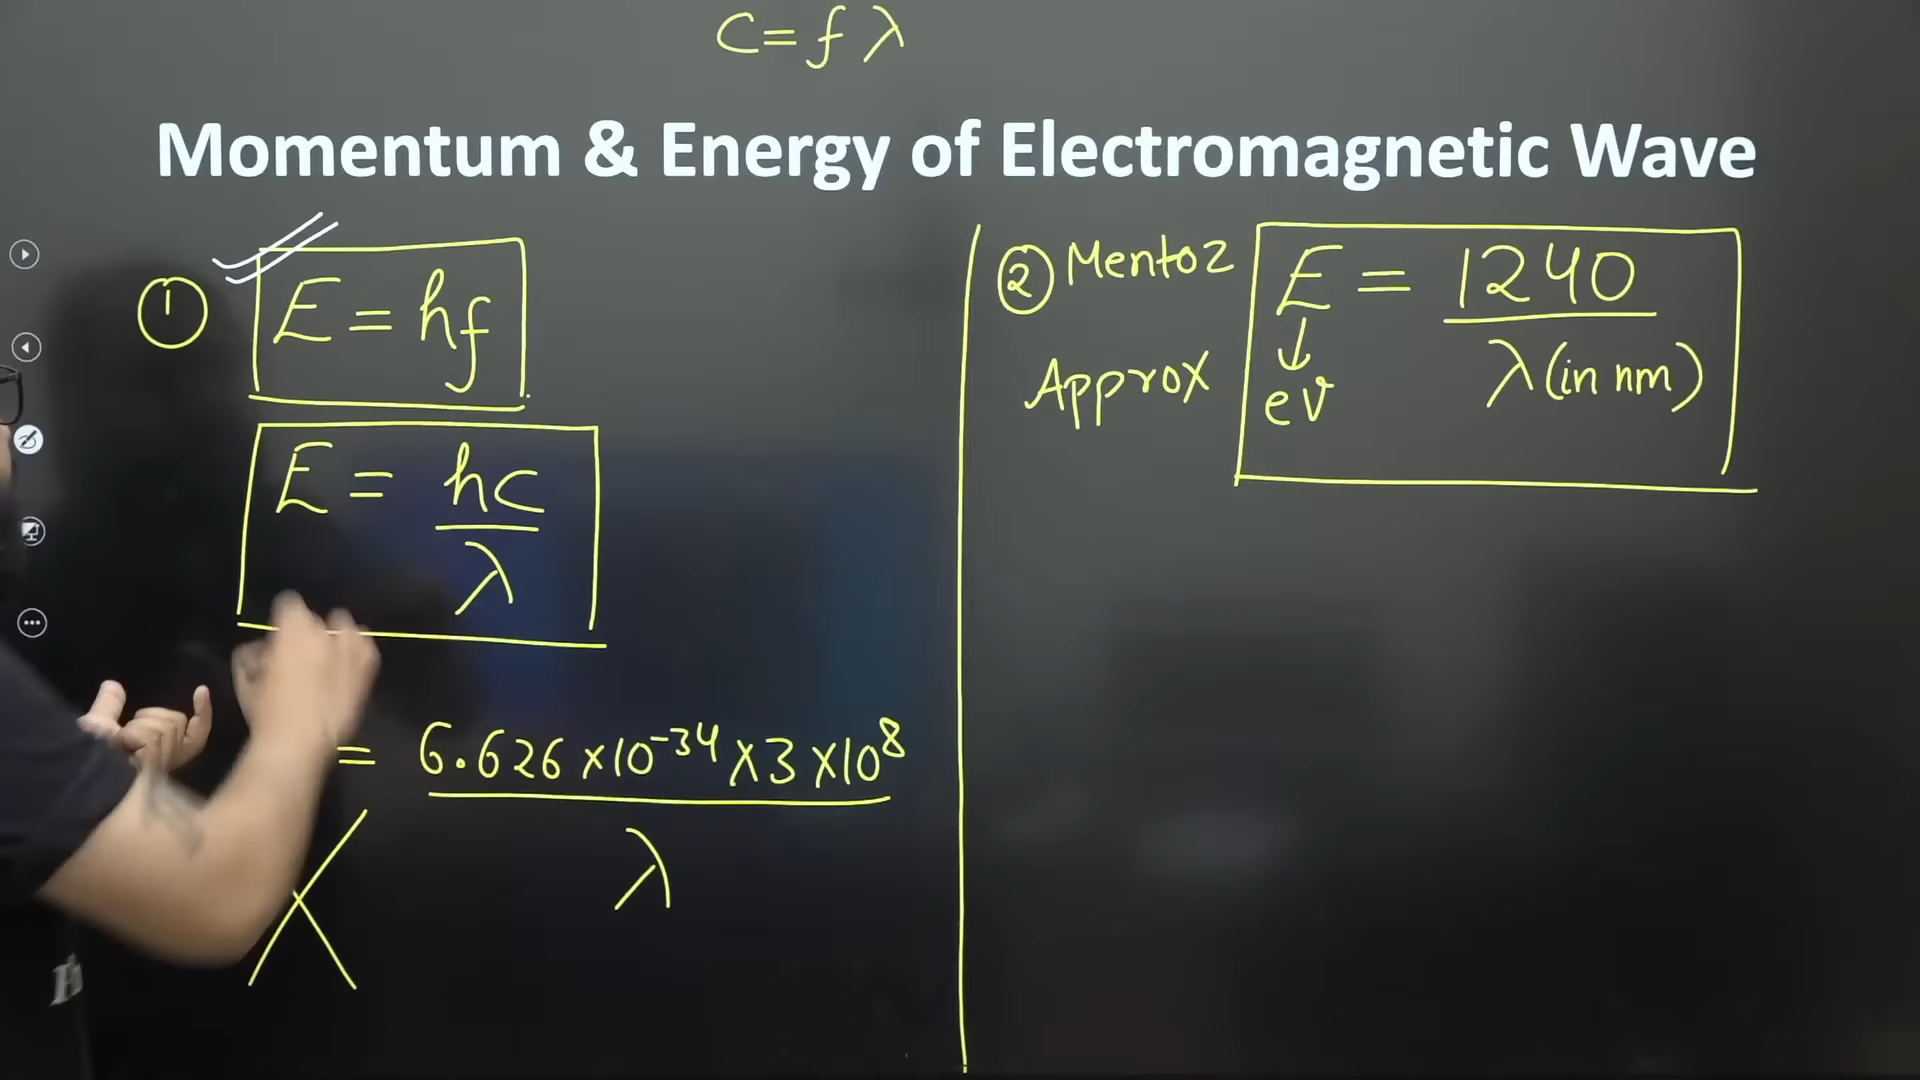 C = f λ
Momentum & Energy of Electromagnetic Wave
① E = hf
E = hc/λ
= 6.626 × 10⁻³⁴ × 3 × 10⁸
λ
② Mentoz
Approx
E = 1240
λ (in nm)
eV